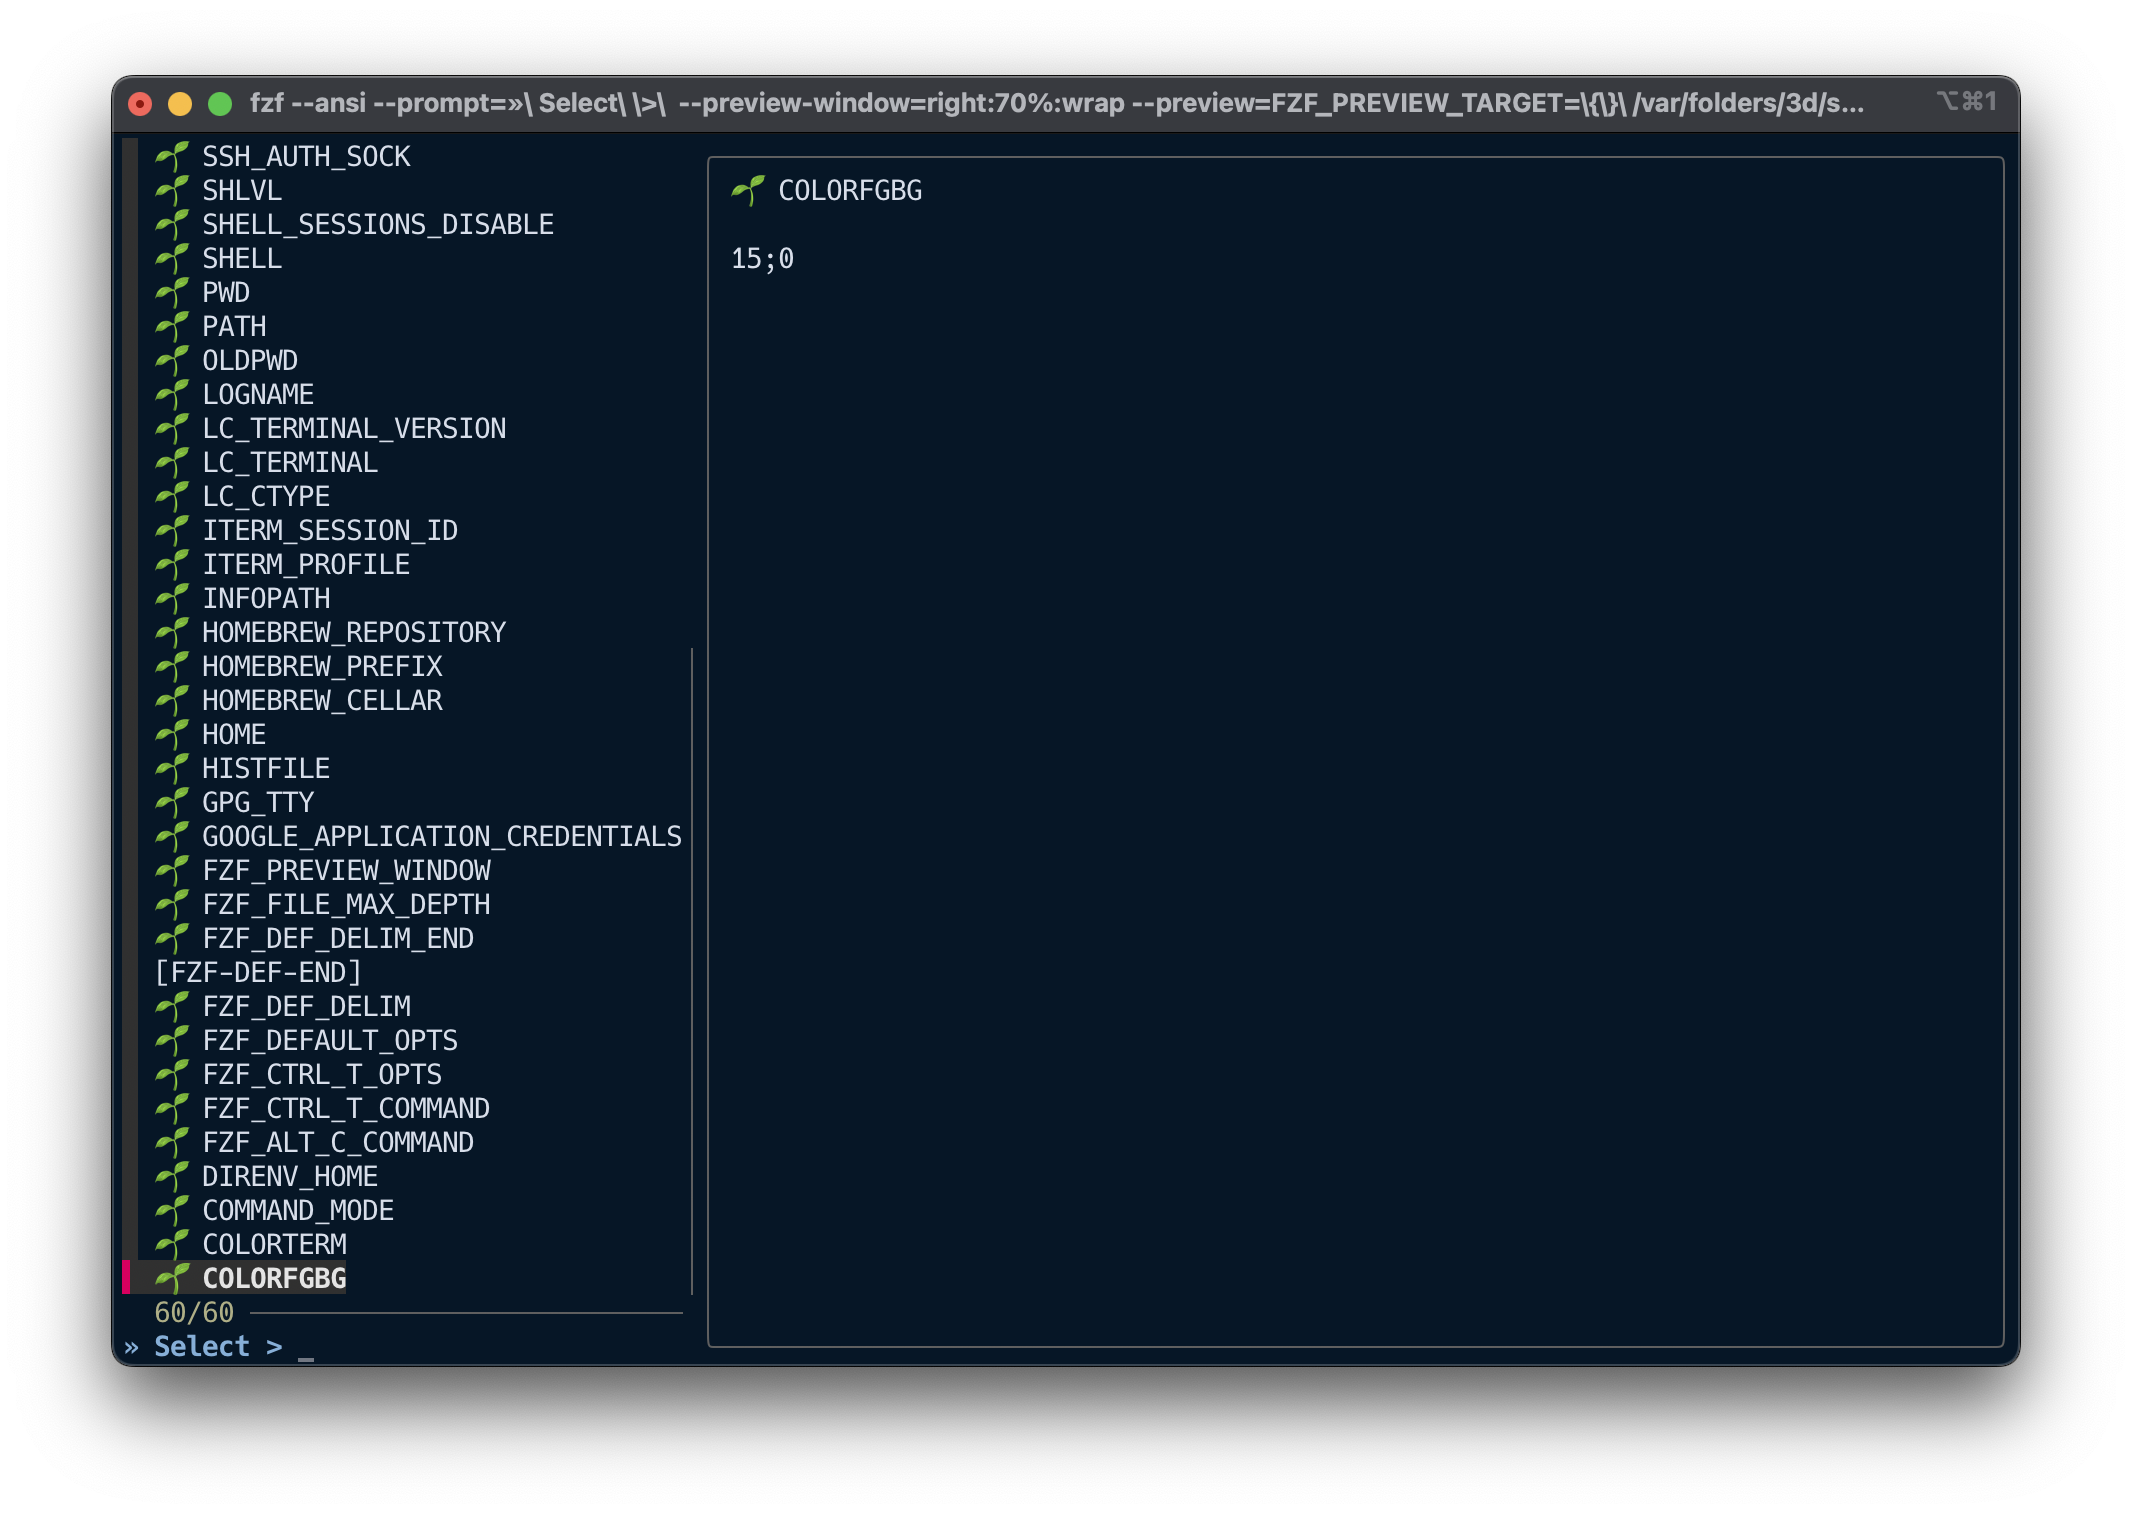 fzf --ansi --prompt=»\ Select\ \>\  --preview-window=right:70%:wrap --preview=FZF_PREVIEW_TARGET=\{\}\ /var/folders/3d/s... ⌥⌘1
SSH_AUTH_SOCK
SHLVL
SHELL_SESSIONS_DISABLE
SHELL
PWD
PATH
OLDPWD
LOGNAME
LC_TERMINAL_VERSION
LC_TERMINAL
LC_CTYPE
ITERM_SESSION_ID
ITERM_PROFILE
INFOPATH
HOMEBREW_REPOSITORY
HOMEBREW_PREFIX
HOMEBREW_CELLAR
HOME
HISTFILE
GPG_TTY
GOOGLE_APPLICATION_CREDENTIALS
FZF_PREVIEW_WINDOW
FZF_FILE_MAX_DEPTH
FZF_DEF_DELIM_END
[FZF-DEF-END]
FZF_DEF_DELIM
FZF_DEFAULT_OPTS
FZF_CTRL_T_OPTS
FZF_CTRL_T_COMMAND
FZF_ALT_C_COMMAND
DIRENV_HOME
COMMAND_MODE
COLORTERM
COLORFGBG
60/60
» Select > _
COLORFGBG
15;0